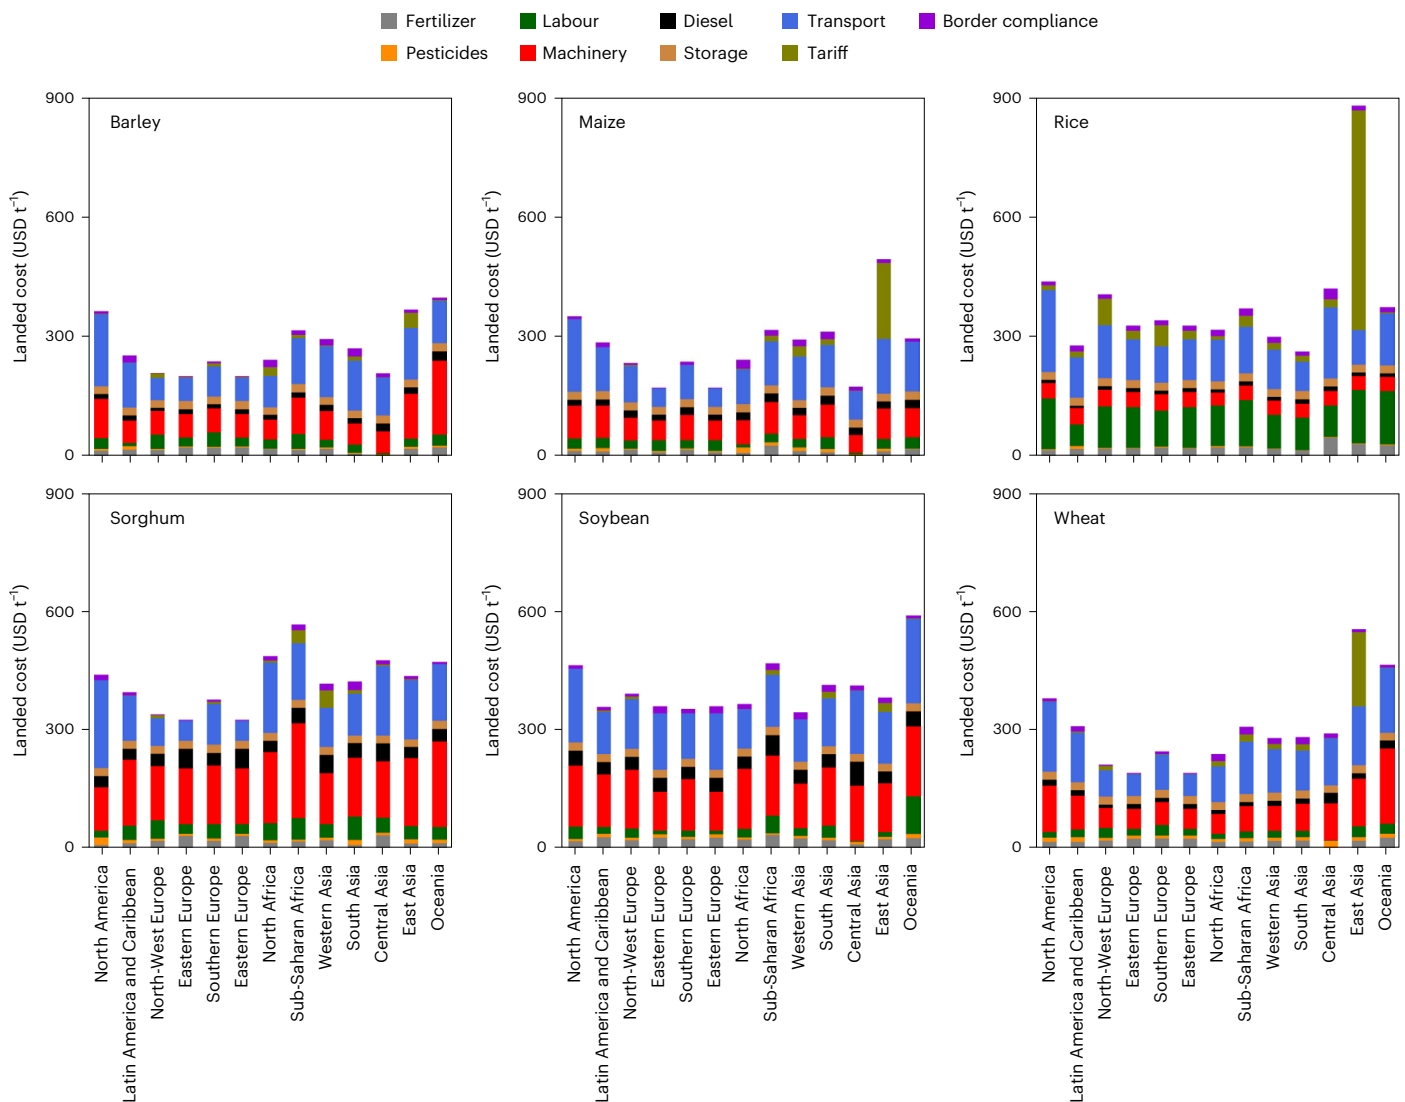 Fertilizer Labour Diesel Transport Border compliance
Pesticides Machinery Storage Tariff
900
600
300
0
Landed cost (USD t⁻¹)
Barley
900
600
300
0
Landed cost (USD t⁻¹)
Maize
900
600
300
0
Landed cost (USD t⁻¹)
Rice
900
600
300
0
Landed cost (USD t⁻¹)
Sorghum
North America
Latin America and Caribbean
North-West Europe
Eastern Europe
Southern Europe
Eastern Europe
North Africa
Sub-Saharan Africa
Western Asia
South Asia
Central Asia
East Asia
Oceania
900
600
300
0
Landed cost (USD t⁻¹)
Soybean
North America
Latin America and Caribbean
North-West Europe
Eastern Europe
Southern Europe
Eastern Europe
North Africa
Sub-Saharan Africa
Western Asia
South Asia
Central Asia
East Asia
Oceania
900
600
300
0
Landed cost (USD t⁻¹)
Wheat
North America
Latin America and Caribbean
North-West Europe
Eastern Europe
Southern Europe
Eastern Europe
North Africa
Sub-Saharan Africa
Western Asia
South Asia
Central Asia
East Asia
Oceania